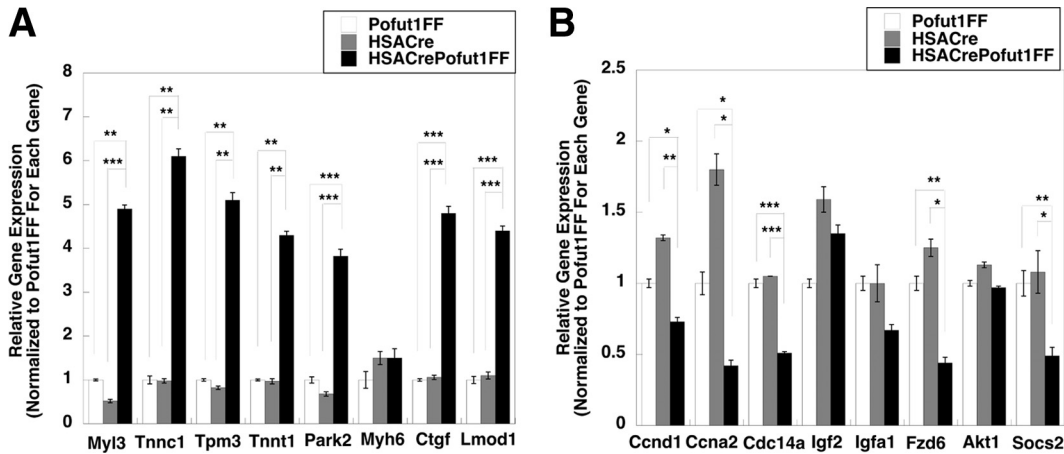 A
Pofut1FF
HSACre
HSACrePofut1FF
Relative Gene Expression
(Normalized to Pofut1FF For Each Gene)
8
7
6
5
4
3
2
1
0
**
***
**
**
**
**
**
**
***
***
***
***
***
***
Myl3 Tnnc1 Tpm3 Tnnt1 Park2 Myh6 Ctgf Lmod1
B
Pofut1FF
HSACre
HSACrePofut1FF
Relative Gene Expression
(Normalized to Pofut1FF For Each Gene)
2.5
2
1.5
1
0.5
0
*
**
*
*
***
***
**
*
**
*
Ccnd1 Ccna2 Cdc14a Igf2 Igfa1 Fzd6 Akt1 Socs2